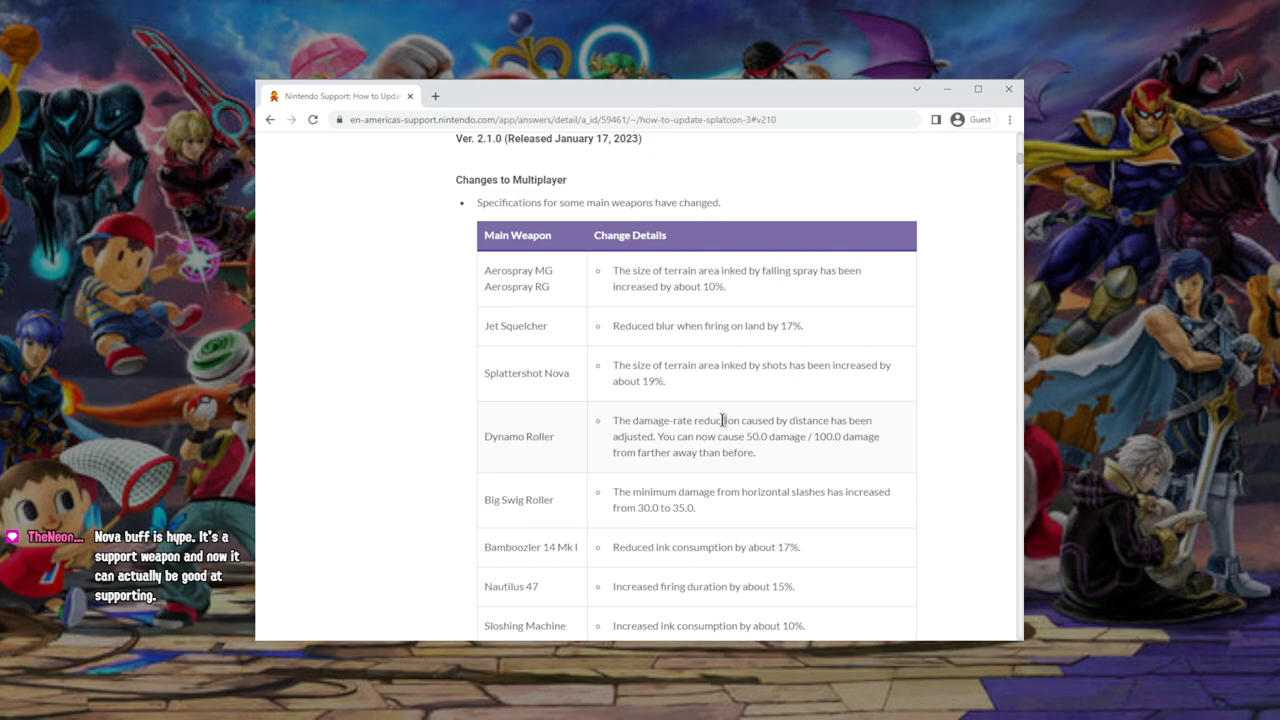 Nintendo Support: How to Upda
en-americas-support.nintendo.com/app/answers/detail/a_id/59461/~/how-to-update-splatoon-3#v210
Guest
Ver. 2.1.0 (Released January 17, 2023)
Changes to Multiplayer
• Specifications for some main weapons have changed.
Main Weapon Change Details
Aerospray MG
Aerospray RG
The size of terrain area inked by falling spray has been
increased by about 10%.
Jet Squelcher
Reduced blur when firing on land by 17%.
Splattershot Nova
The size of terrain area inked by shots has been increased by
about 19%.
Dynamo Roller
The damage-rate reduction caused by distance has been
adjusted. You can now cause 50.0 damage / 100.0 damage
from farther away than before.
Big Swig Roller
The minimum damage from horizontal slashes has increased
from 30.0 to 35.0.
Bamboozler 14 Mk I
Reduced ink consumption by about 17%.
Nautilus 47
Increased firing duration by about 15%.
Sloshing Machine
Increased ink consumption by about 10%.
TheNeon... Nova buff is hype. It's a
support weapon and now it
can actually be good at
supporting.